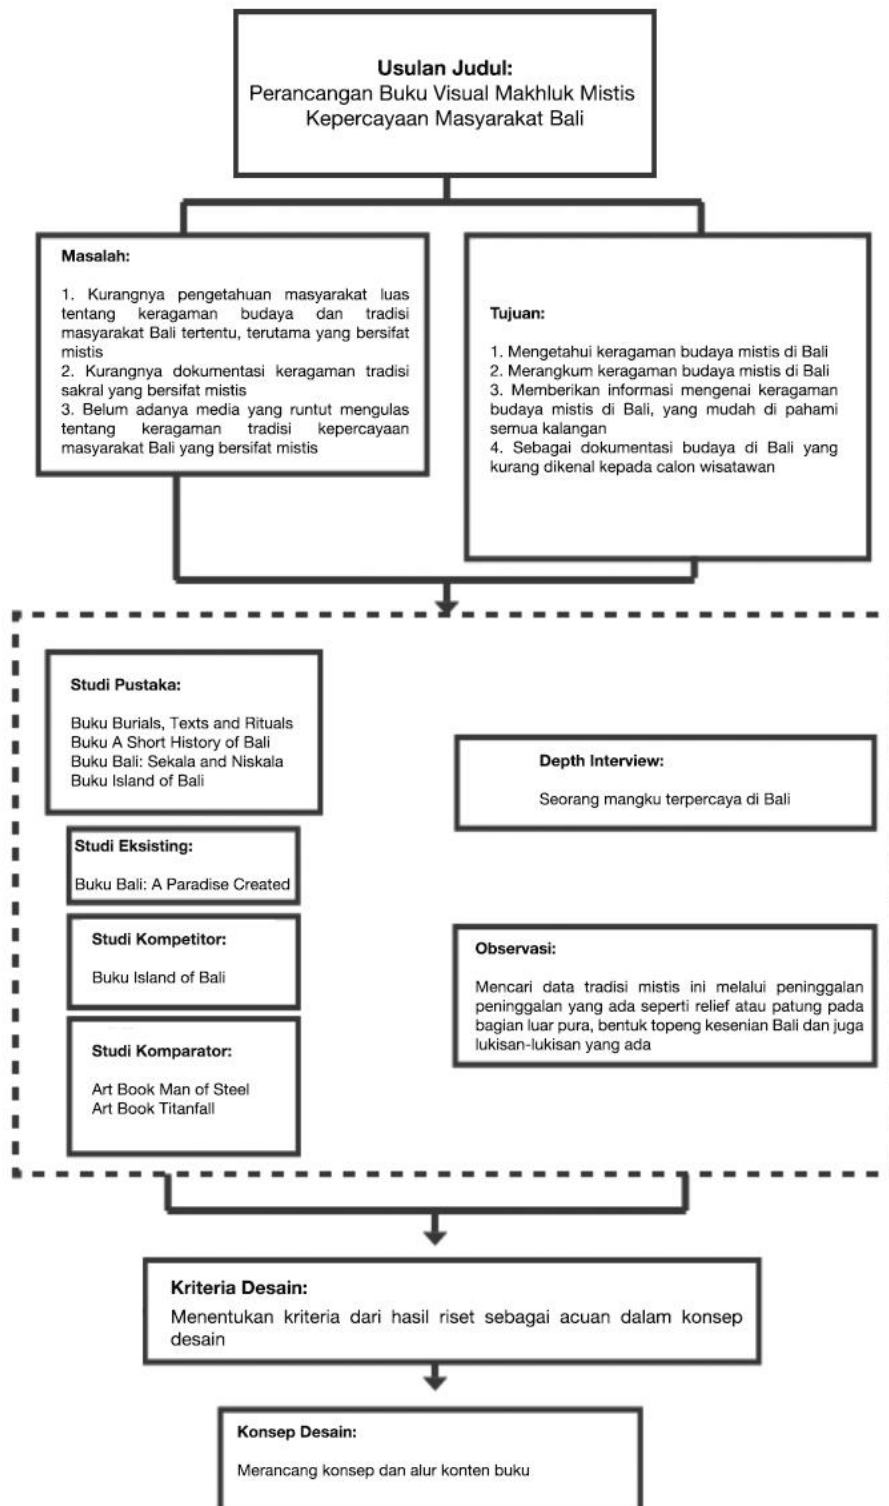 Usulan Judul:
Perancangan Buku Visual Makhluk Mistis
Kepercayaan Masyarakat Bali
Masalah:
1. Kurangnya pengetahuan masyarakat luas
tentang keragaman budaya dan tradisi
masyarakat Bali tertentu, terutama yang bersifat
mistis
2. Kurangnya dokumentasi keragaman tradisi
sakral yang bersifat mistis
3. Belum adanya media yang runtut mengulas
tentang keragaman tradisi kepercayaan
masyarakat Bali yang bersifat mistis
Tujuan:
1. Mengetahui keragaman budaya mistis di Bali
2. Merangkum keragaman budaya mistis di Bali
3. Memberikan informasi mengenai keragaman
budaya mistis di Bali, yang mudah di pahami
semua kalangan
4. Sebagai dokumentasi budaya di Bali yang
kurang dikenal kepada calon wisatawan
Studi Pustaka:
Buku Burials, Texts and Rituals
Buku A Short History of Bali
Buku Bali: Sekala and Niskala
Buku Island of Bali
Studi Eksisting:
Buku Bali: A Paradise Created
Studi Kompetitor:
Buku Island of Bali
Studi Komparator:
Art Book Man of Steel
Art Book Titanfall
Depth Interview:
Seorang mangku terpercaya di Bali
Observasi:
Mencari data tradisi mistis ini melalui peninggalan
peninggalan yang ada seperti relief atau patung pada
bagian luar pura, bentuk topeng kesenian Bali dan juga
lukisan-lukisan yang ada
Kriteria Desain:
Menentukan kriteria dari hasil riset sebagai acuan dalam konsep
desain
Konsep Desain:
Merancang konsep dan alur konten buku